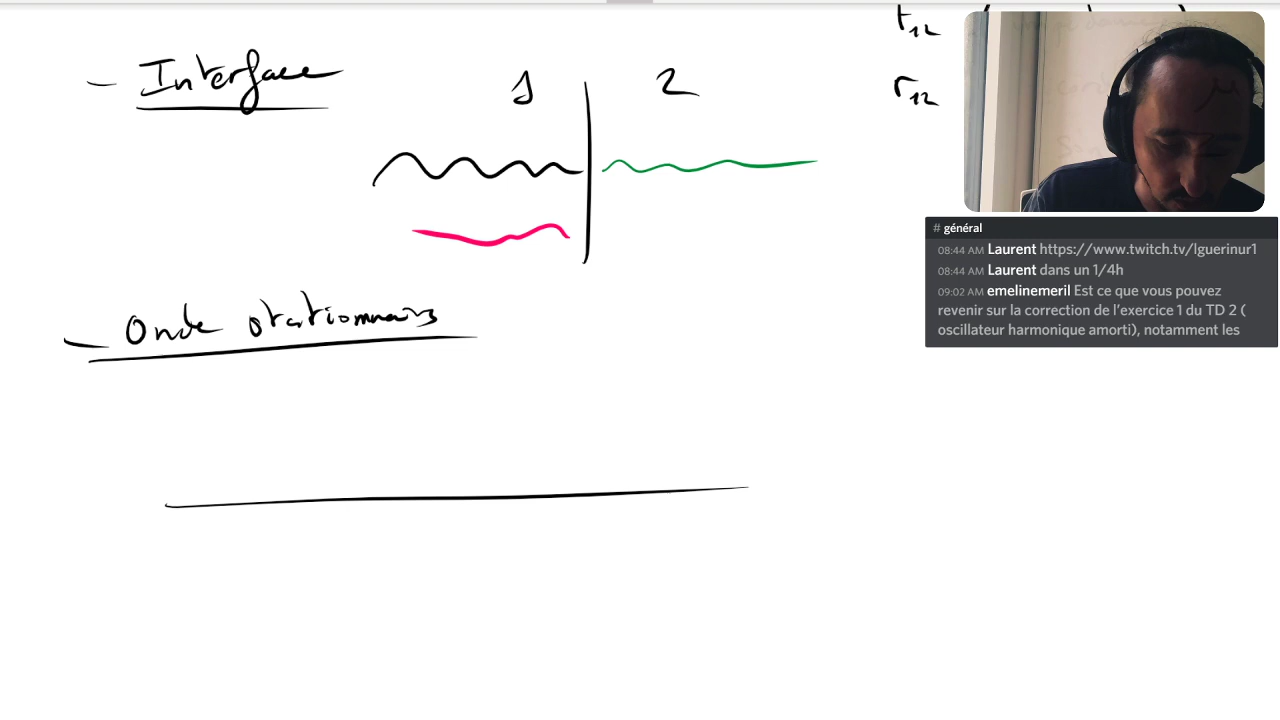 - Interface
1 2
t12
r12
- Onde stationnaire
# général
08:44 AM Laurent https://www.twitch.tv/lguerinur1
08:44 AM Laurent dans un 1/4h
09:02 AM emelinemeril Est ce que vous pouvez
revenir sur la correction de l'exercice 1 du TD 2 (
oscillateur harmonique amorti), notamment les